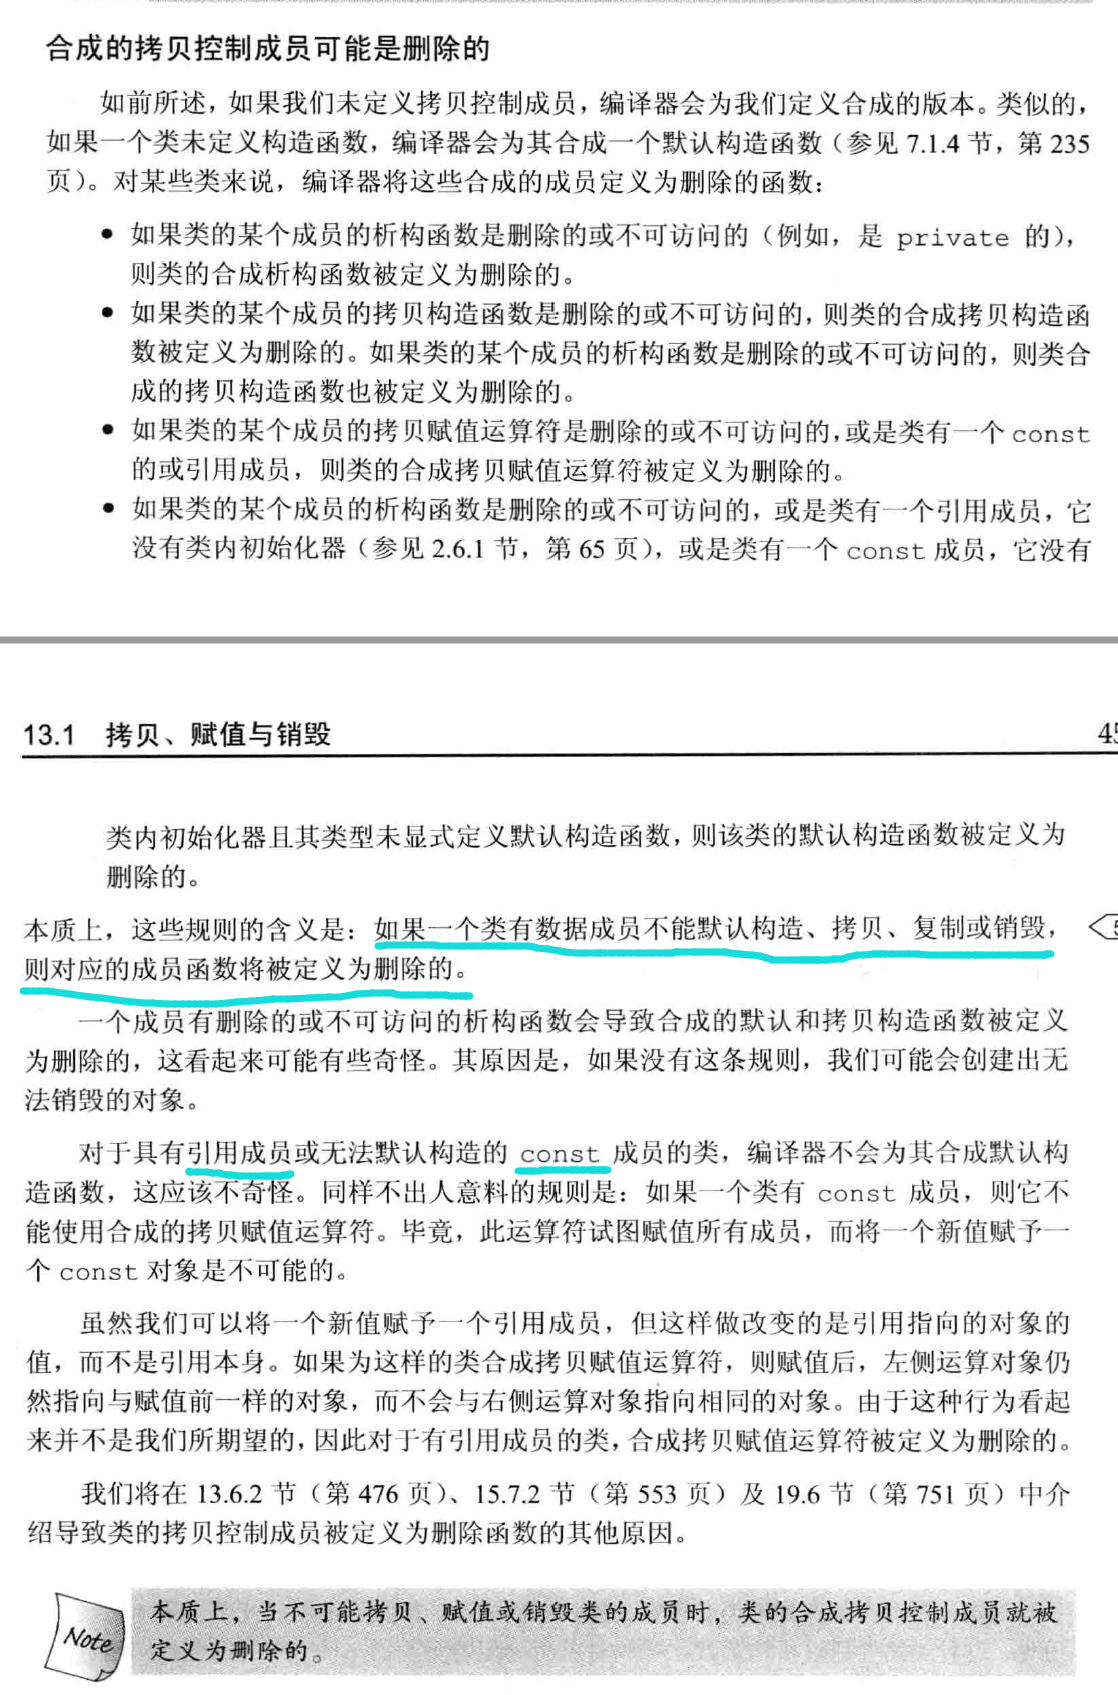 合成的拷贝控制成员可能是删除的
如前所述，如果我们未定义拷贝控制成员，编译器会为我们定义合成的版本。类似的，
如果一个类未定义构造函数，编译器会为其合成一个默认构造函数（参见 7.1.4 节，第 235
页）。对某些类来说，编译器将这些合成的成员定义为删除的函数：
● 如果类的某个成员的析构函数是删除的或不可访问的（例如，是 private 的），
则类的合成析构函数被定义为删除的。
● 如果类的某个成员的拷贝构造函数是删除的或不可访问的，则类的合成拷贝构造函
数被定义为删除的。如果类的某个成员的析构函数是删除的或不可访问的，则类合
成的拷贝构造函数也被定义为删除的。
● 如果类的某个成员的拷贝赋值运算符是删除的或不可访问的，或是类有一个 const
的或引用成员，则类的合成拷贝赋值运算符被定义为删除的。
● 如果类的某个成员的析构函数是删除的或不可访问的，或是类有一个引用成员，它
没有类内初始化器（参见 2.6.1 节，第 65 页），或是类有一个 const 成员，它没有
13.1 拷贝、赋值与销毁
类内初始化器且其类型未显式定义默认构造函数，则该类的默认构造函数被定义为
删除的。
本质上，这些规则的含义是：如果一个类有数据成员不能默认构造、拷贝、复制或销毁，
则对应的成员函数将被定义为删除的。
一个成员有删除的或不可访问的析构函数会导致合成的默认和拷贝构造函数被定义
为删除的，这看起来可能有些奇怪。其原因是，如果没有这条规则，我们可能会创建出无
法销毁的对象。
对于具有引用成员或无法默认构造的 const 成员的类，编译器不会为其合成默认构
造函数，这应该不奇怪。同样不出人意料的规则是：如果一个类有 const 成员，则它不
能使用合成的拷贝赋值运算符。毕竟，此运算符试图赋值所有成员，而将一个新值赋予一
个 const 对象是不可能的。
虽然我们可以将一个新值赋予一个引用成员，但这样做改变的是引用指向的对象的
值，而不是引用本身。如果为这样的类合成拷贝赋值运算符，则赋值后，左侧运算对象仍
然指向与赋值前一样的对象，而不会与右侧运算对象指向相同的对象。由于这种行为看起
来并不是我们所期望的，因此对于有引用成员的类，合成拷贝赋值运算符被定义为删除的。
我们将在 13.6.2 节（第 476 页）、15.7.2 节（第 553 页）及 19.6 节（第 751 页）中介
绍导致类的拷贝控制成员被定义为删除函数的其他原因。
Note
本质上，当不可能拷贝、赋值或销毁类的成员时，类的合成拷贝控制成员就被
定义为删除的。